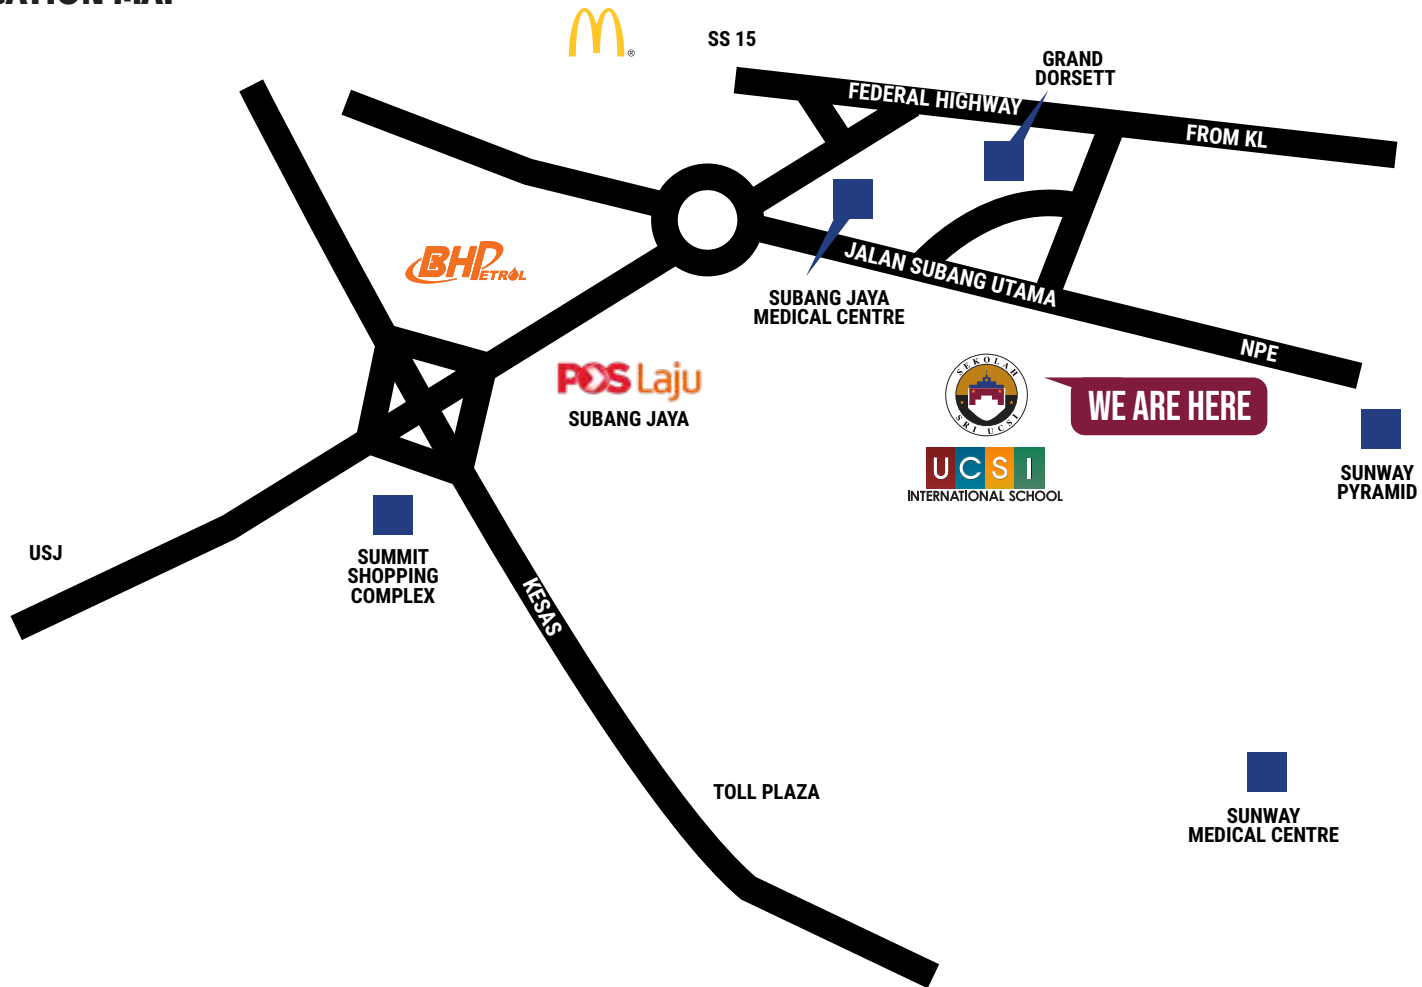 SS 15
GRAND
DORSETT
FEDERAL HIGHWAY
FROM KL
BHPETROL
JALAN SUBANG UTAMA
SUBANG JAYA
MEDICAL CENTRE
NPE
POS Laju
SUBANG JAYA
SEKOLAH
SRI UCSI
WE ARE HERE
UCSI
INTERNATIONAL SCHOOL
SUNWAY
PYRAMID
USJ
SUMMIT
SHOPPING
COMPLEX
KESAS
TOLL PLAZA
SUNWAY
MEDICAL CENTRE